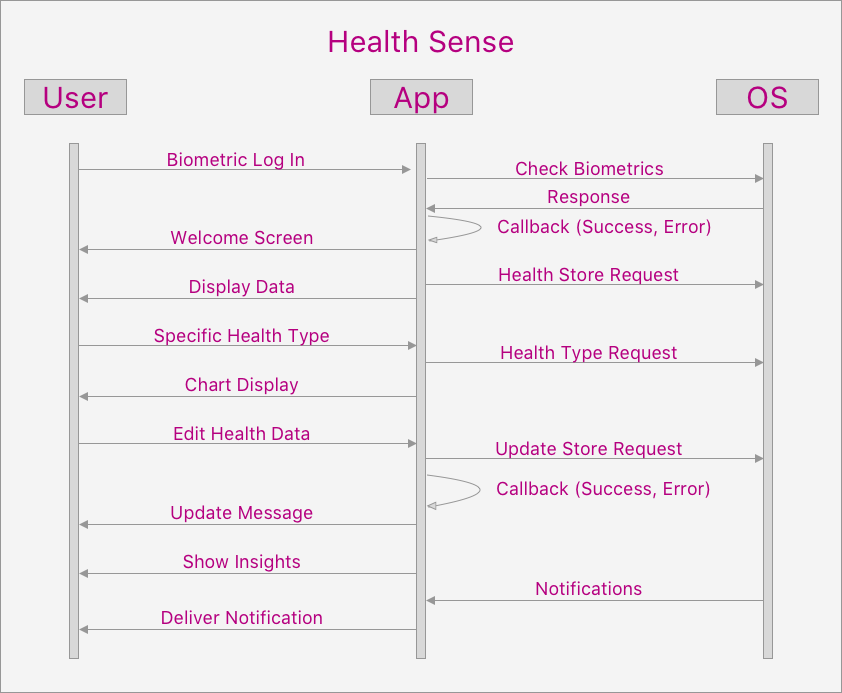 Health Sense
User
App
OS
Biometric Log In
Check Biometrics
Response
Callback (Success, Error)
Welcome Screen
Health Store Request
Display Data
Specific Health Type
Health Type Request
Chart Display
Edit Health Data
Update Store Request
Callback (Success, Error)
Update Message
Show Insights
Notifications
Deliver Notification